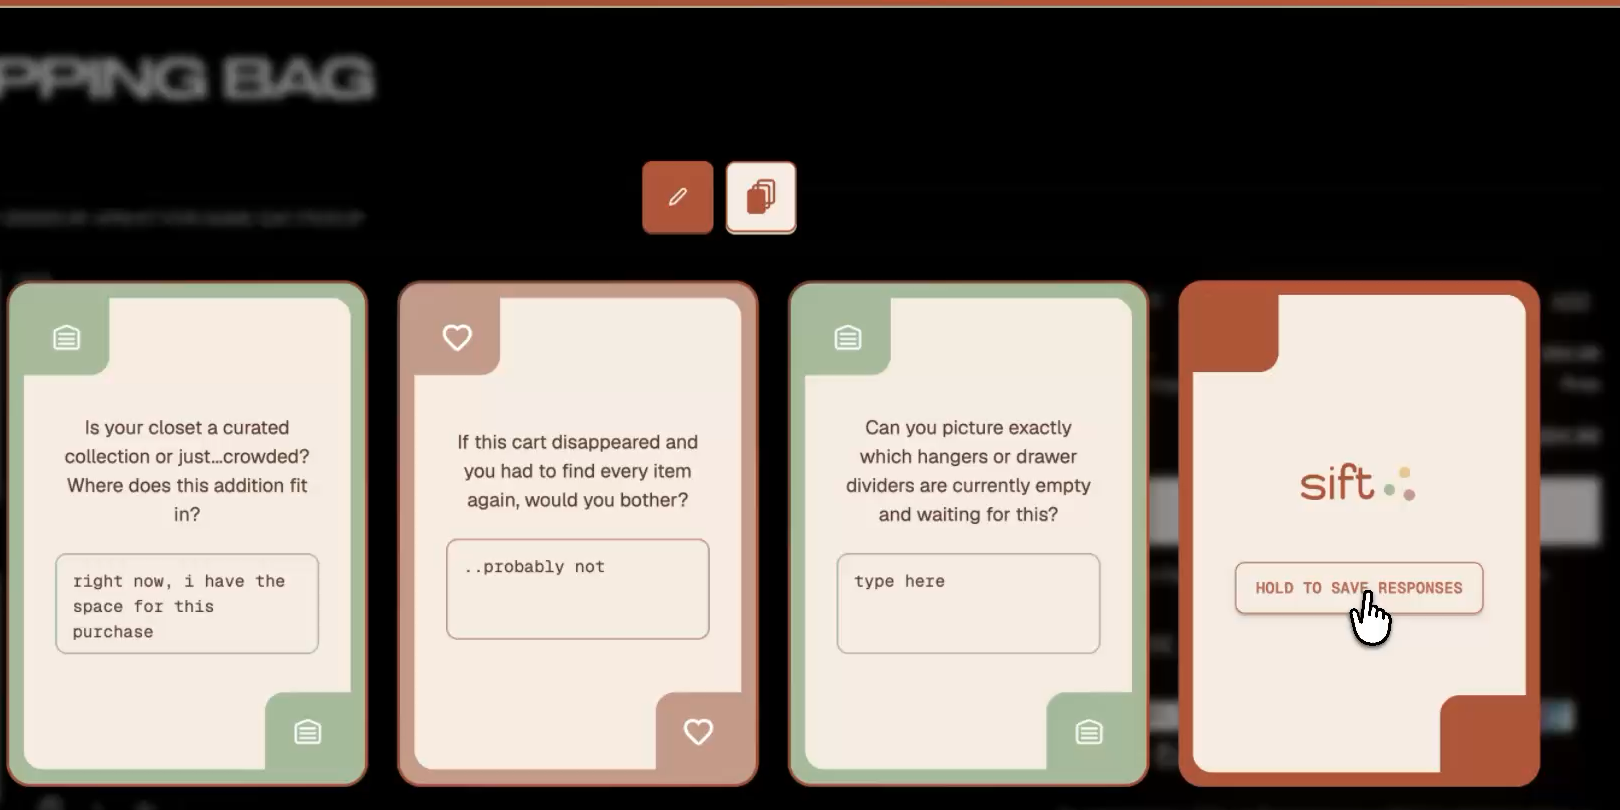 PPING BAG
Is your closet a curated
collection or just...crowded?
Where does this addition fit
in?
right now, i have the
space for this
purchase
If this cart disappeared and
you had to find every item
again, would you bother?
..probably not
Can you picture exactly
which hangers or drawer
dividers are currently empty
and waiting for this?
type here
sift
HOLD TO SAVE RESPONSES